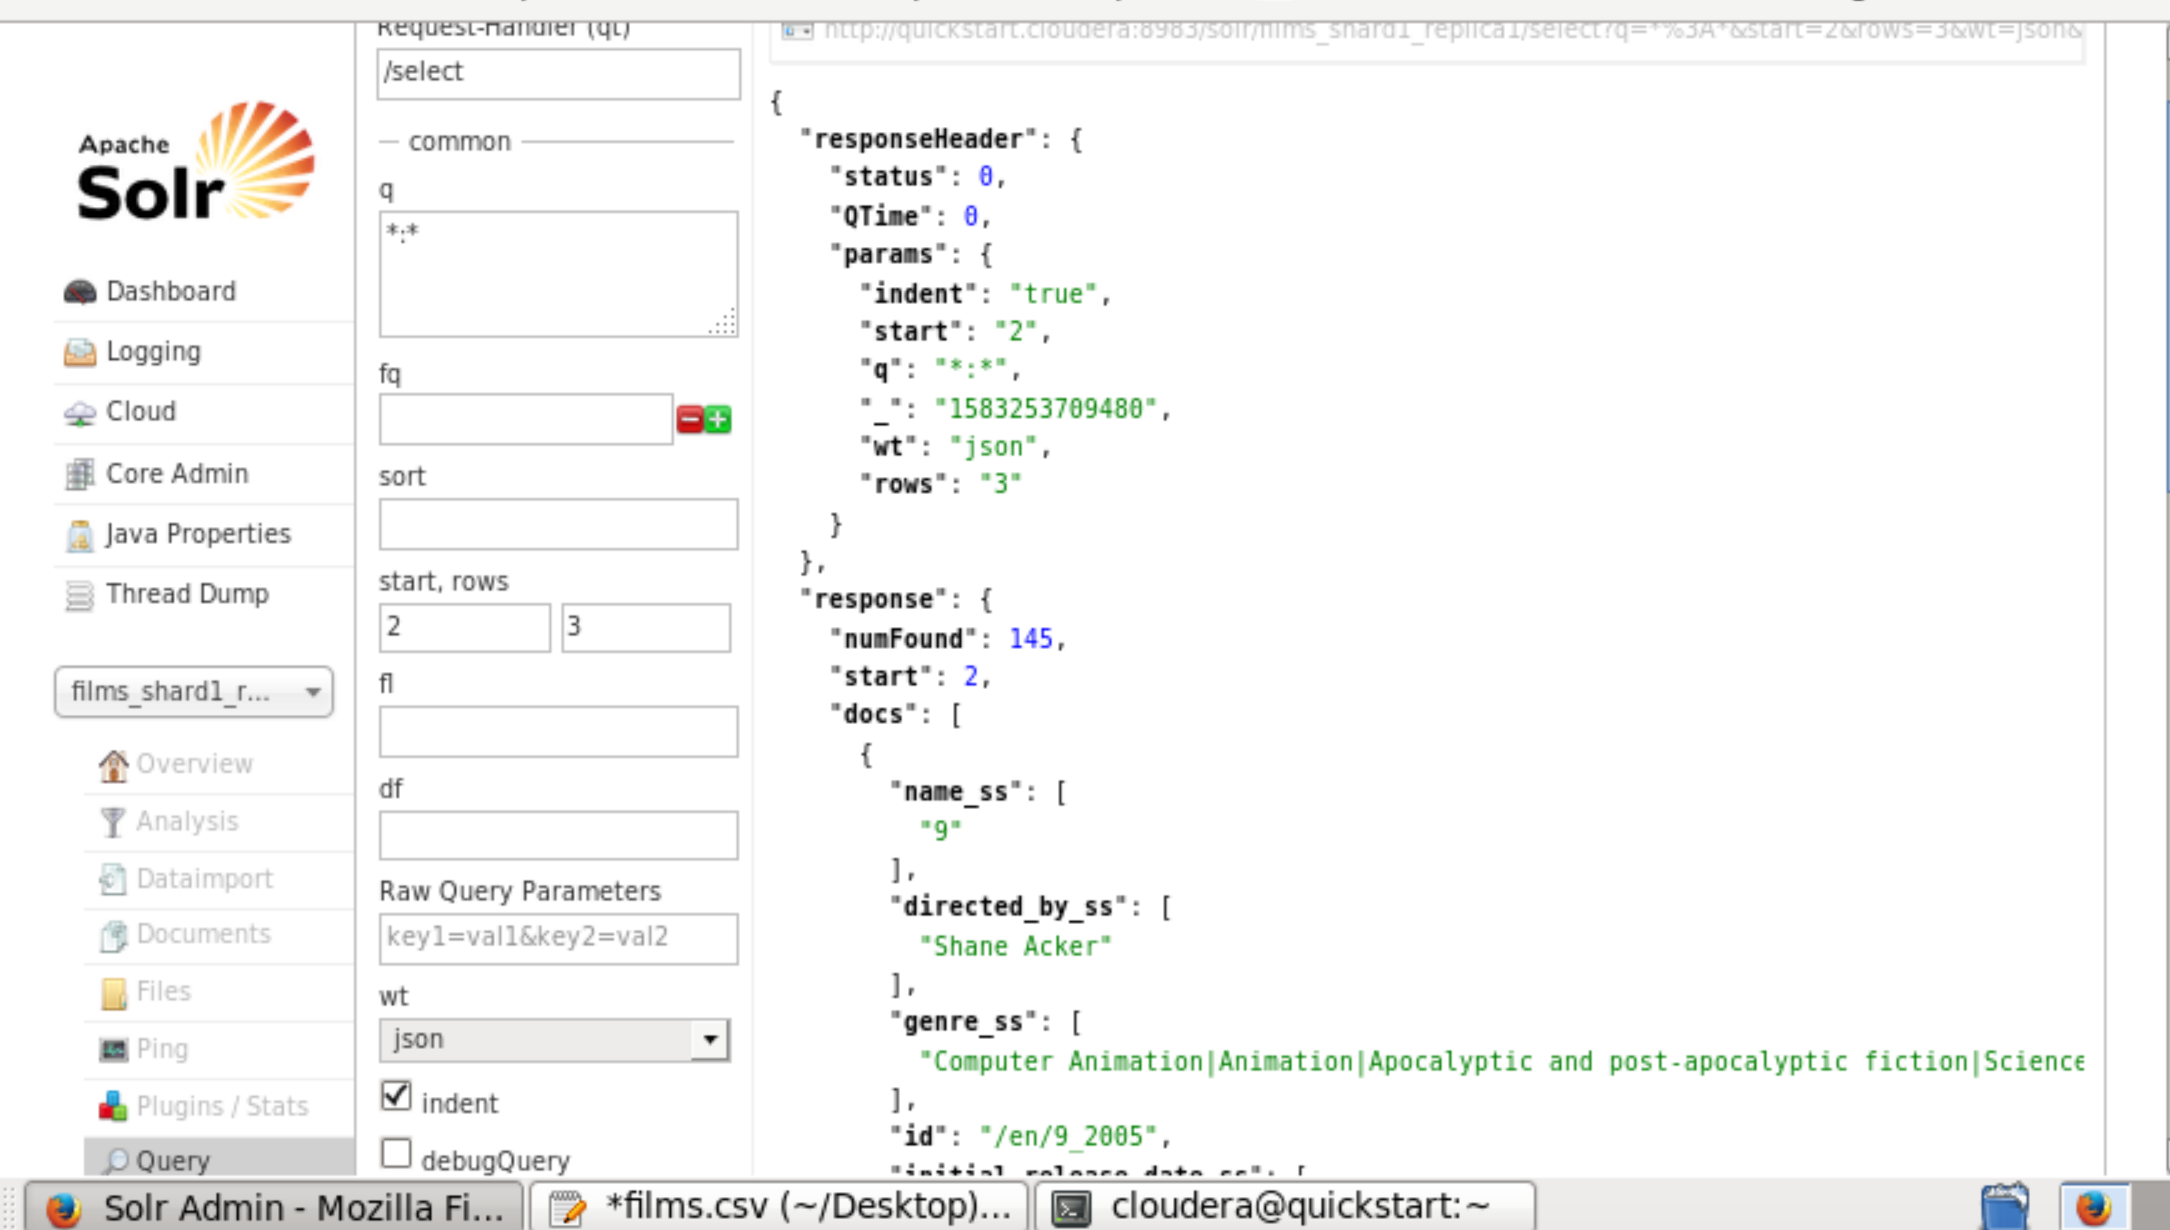 Request-Handler (qt)
/select
common
q
*:*
fq
sort
start, rows
2
3
fl
df
Raw Query Parameters
key1=val1&key2=val2
wt
json
indent
debugQuery
Apache
Solr
Dashboard
Logging
Cloud
Core Admin
Java Properties
Thread Dump
films_shard1_r...
Overview
Analysis
Dataimport
Documents
Files
Ping
Plugins / Stats
Query
http://quickstart.cloudera:8983/solr/films_shard1_replica1/select?q=*%3A*&start=2&rows=3&wt=json&
{
"responseHeader": {
"status": 0,
"QTime": 0,
"params": {
"indent": "true",
"start": "2",
"q": "*:*",
"_": "1583253709480",
"wt": "json",
"rows": "3"
}
},
"response": {
"numFound": 145,
"start": 2,
"docs": [
{
"name_ss": [
"9"
],
"directed_by_ss": [
"Shane Acker"
],
"genre_ss": [
"Computer Animation|Animation|Apocalyptic and post-apocalyptic fiction|Science
],
"id": "/en/9_2005",
"initial_release_date_ss": [
Solr Admin - Mozilla Fi...
*films.csv (~/Desktop)...
cloudera@quickstart:~